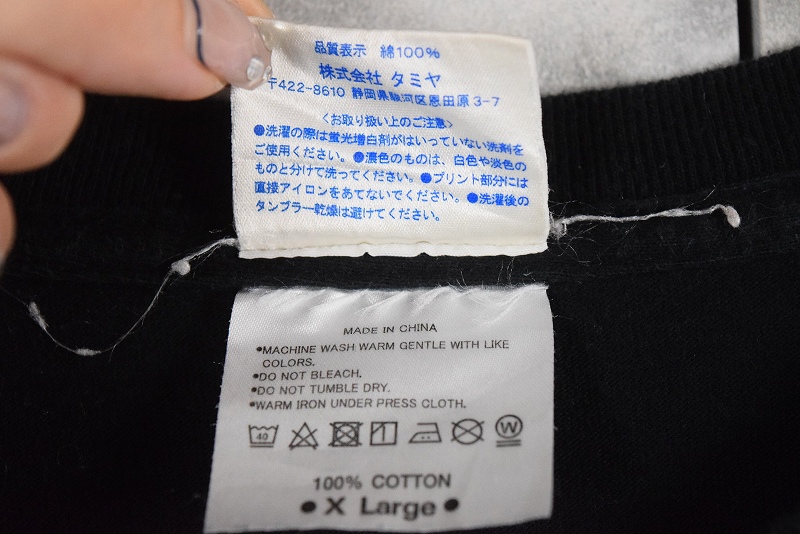 品質表示 綿100%
株式会社 タミヤ
〒422-8610 静岡県駿河区恩田原3-7
〈お取り扱い上のご注意〉
●洗濯の際は蛍光増白剤がはいっていない洗剤を
ご使用ください。●濃色のものは、白色や淡色の
ものと分けて洗ってください。●プリント部分には
直接アイロンをあてないでください。●洗濯後の
タンブラー乾燥は避けてください。
MADE IN CHINA
•MACHINE WASH WARM GENTLE WITH LIKE
COLORS.
•DO NOT BLEACH.
•DO NOT TUMBLE DRY.
•WARM IRON UNDER PRESS CLOTH.
40 W
100% COTTON
• X Large •